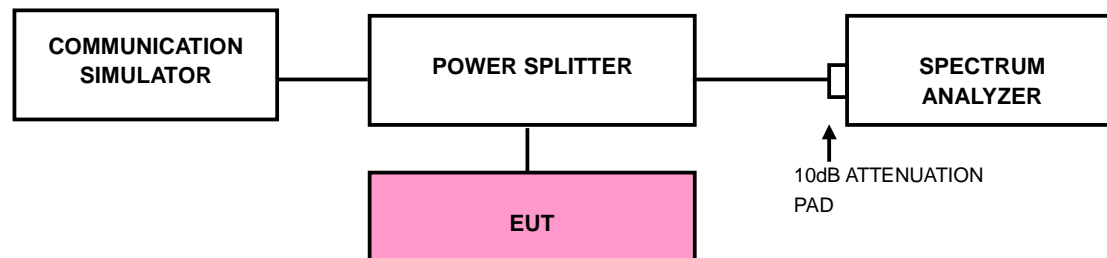 COMMUNICATION
SIMULATOR
POWER SPLITTER
SPECTRUM
ANALYZER
10dB ATTENUATION
PAD
EUT